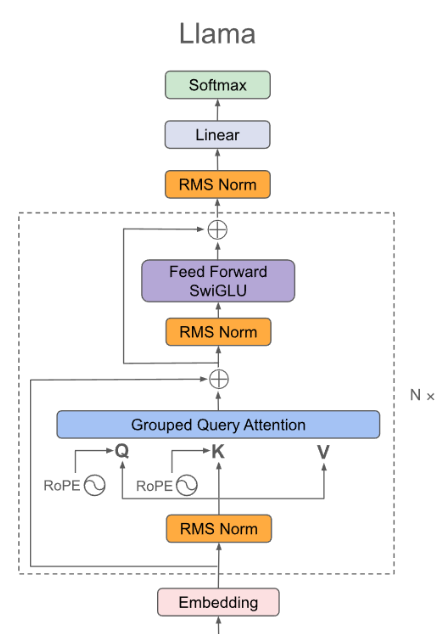 Llama
Softmax
Linear
RMS Norm
Feed Forward
SwiGLU
RMS Norm
N ×
Grouped Query Attention
Q K V
RoPE RoPE
RMS Norm
Embedding